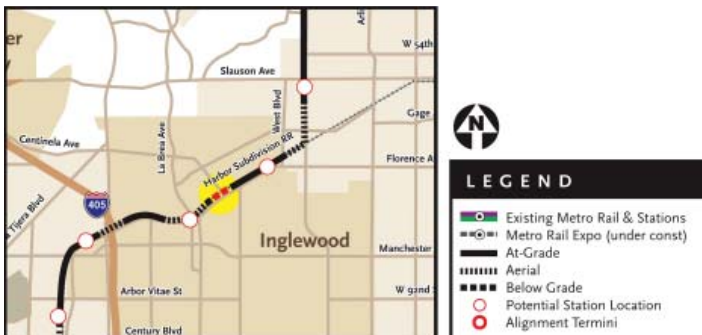 er
W 54th
Slauson Ave
West Blvd
Gage
Centinela Ave
La Brea Ave
Harbor Subdivision RR
Florence A
405
Tijera Blvd
Inglewood
Manchester
Arbor Vitae St
W 92nd
Century Blvd
N
LEGEND
Existing Metro Rail & Stations
Metro Rail Expo (under const)
At-Grade
Aerial
Below Grade
Potential Station Location
Alignment Termini